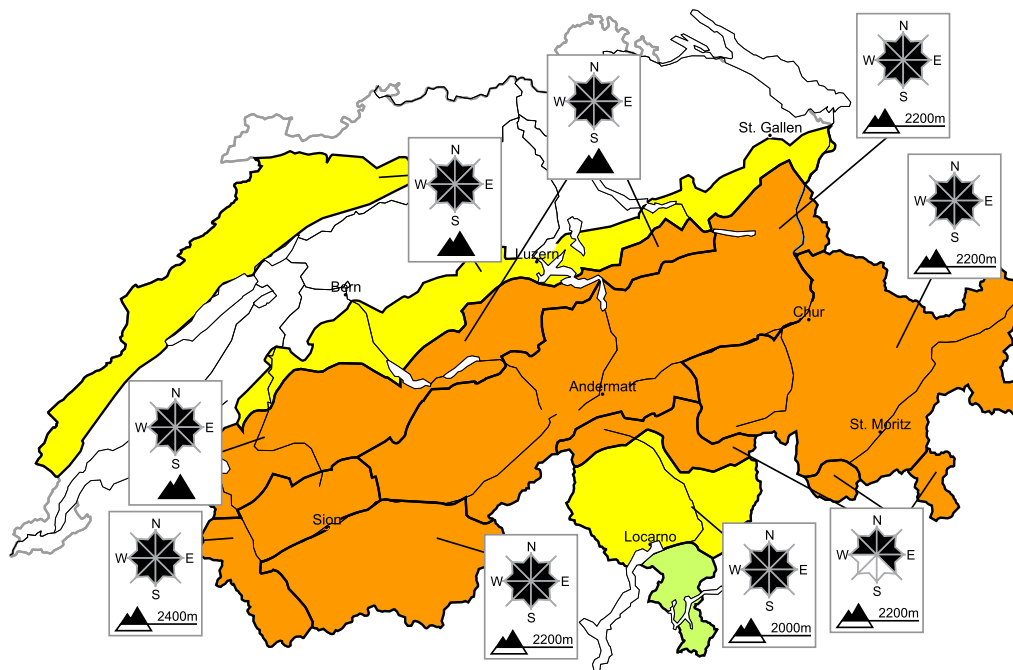 N
W E
S
2200m
N
W E
S
St. Gallen
N
W E
S
N
W E
S
2200m
Luzern
Bern
Chur
Andermatt
N
W E
S
St. Moritz
Sion
Locarno
N
W E
S
2400m
N
W E
S
2200m
N
W E
S
2000m
N
W E
S
2200m